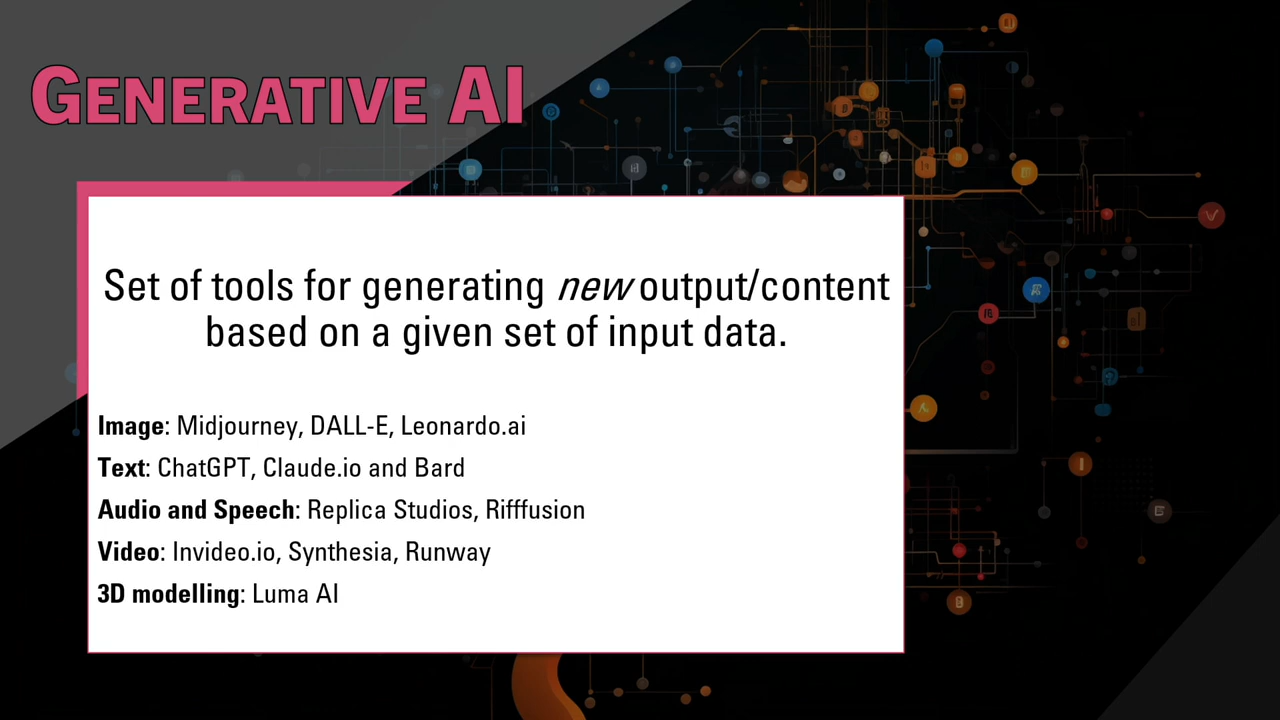 GENERATIVE AI
Set of tools for generating new output/content
based on a given set of input data.
Image: Midjourney, DALL-E, Leonardo.ai
Text: ChatGPT, Claude.io and Bard
Audio and Speech: Replica Studios, Rifffusion
Video: Invideo.io, Synthesia, Runway
3D modelling: Luma AI